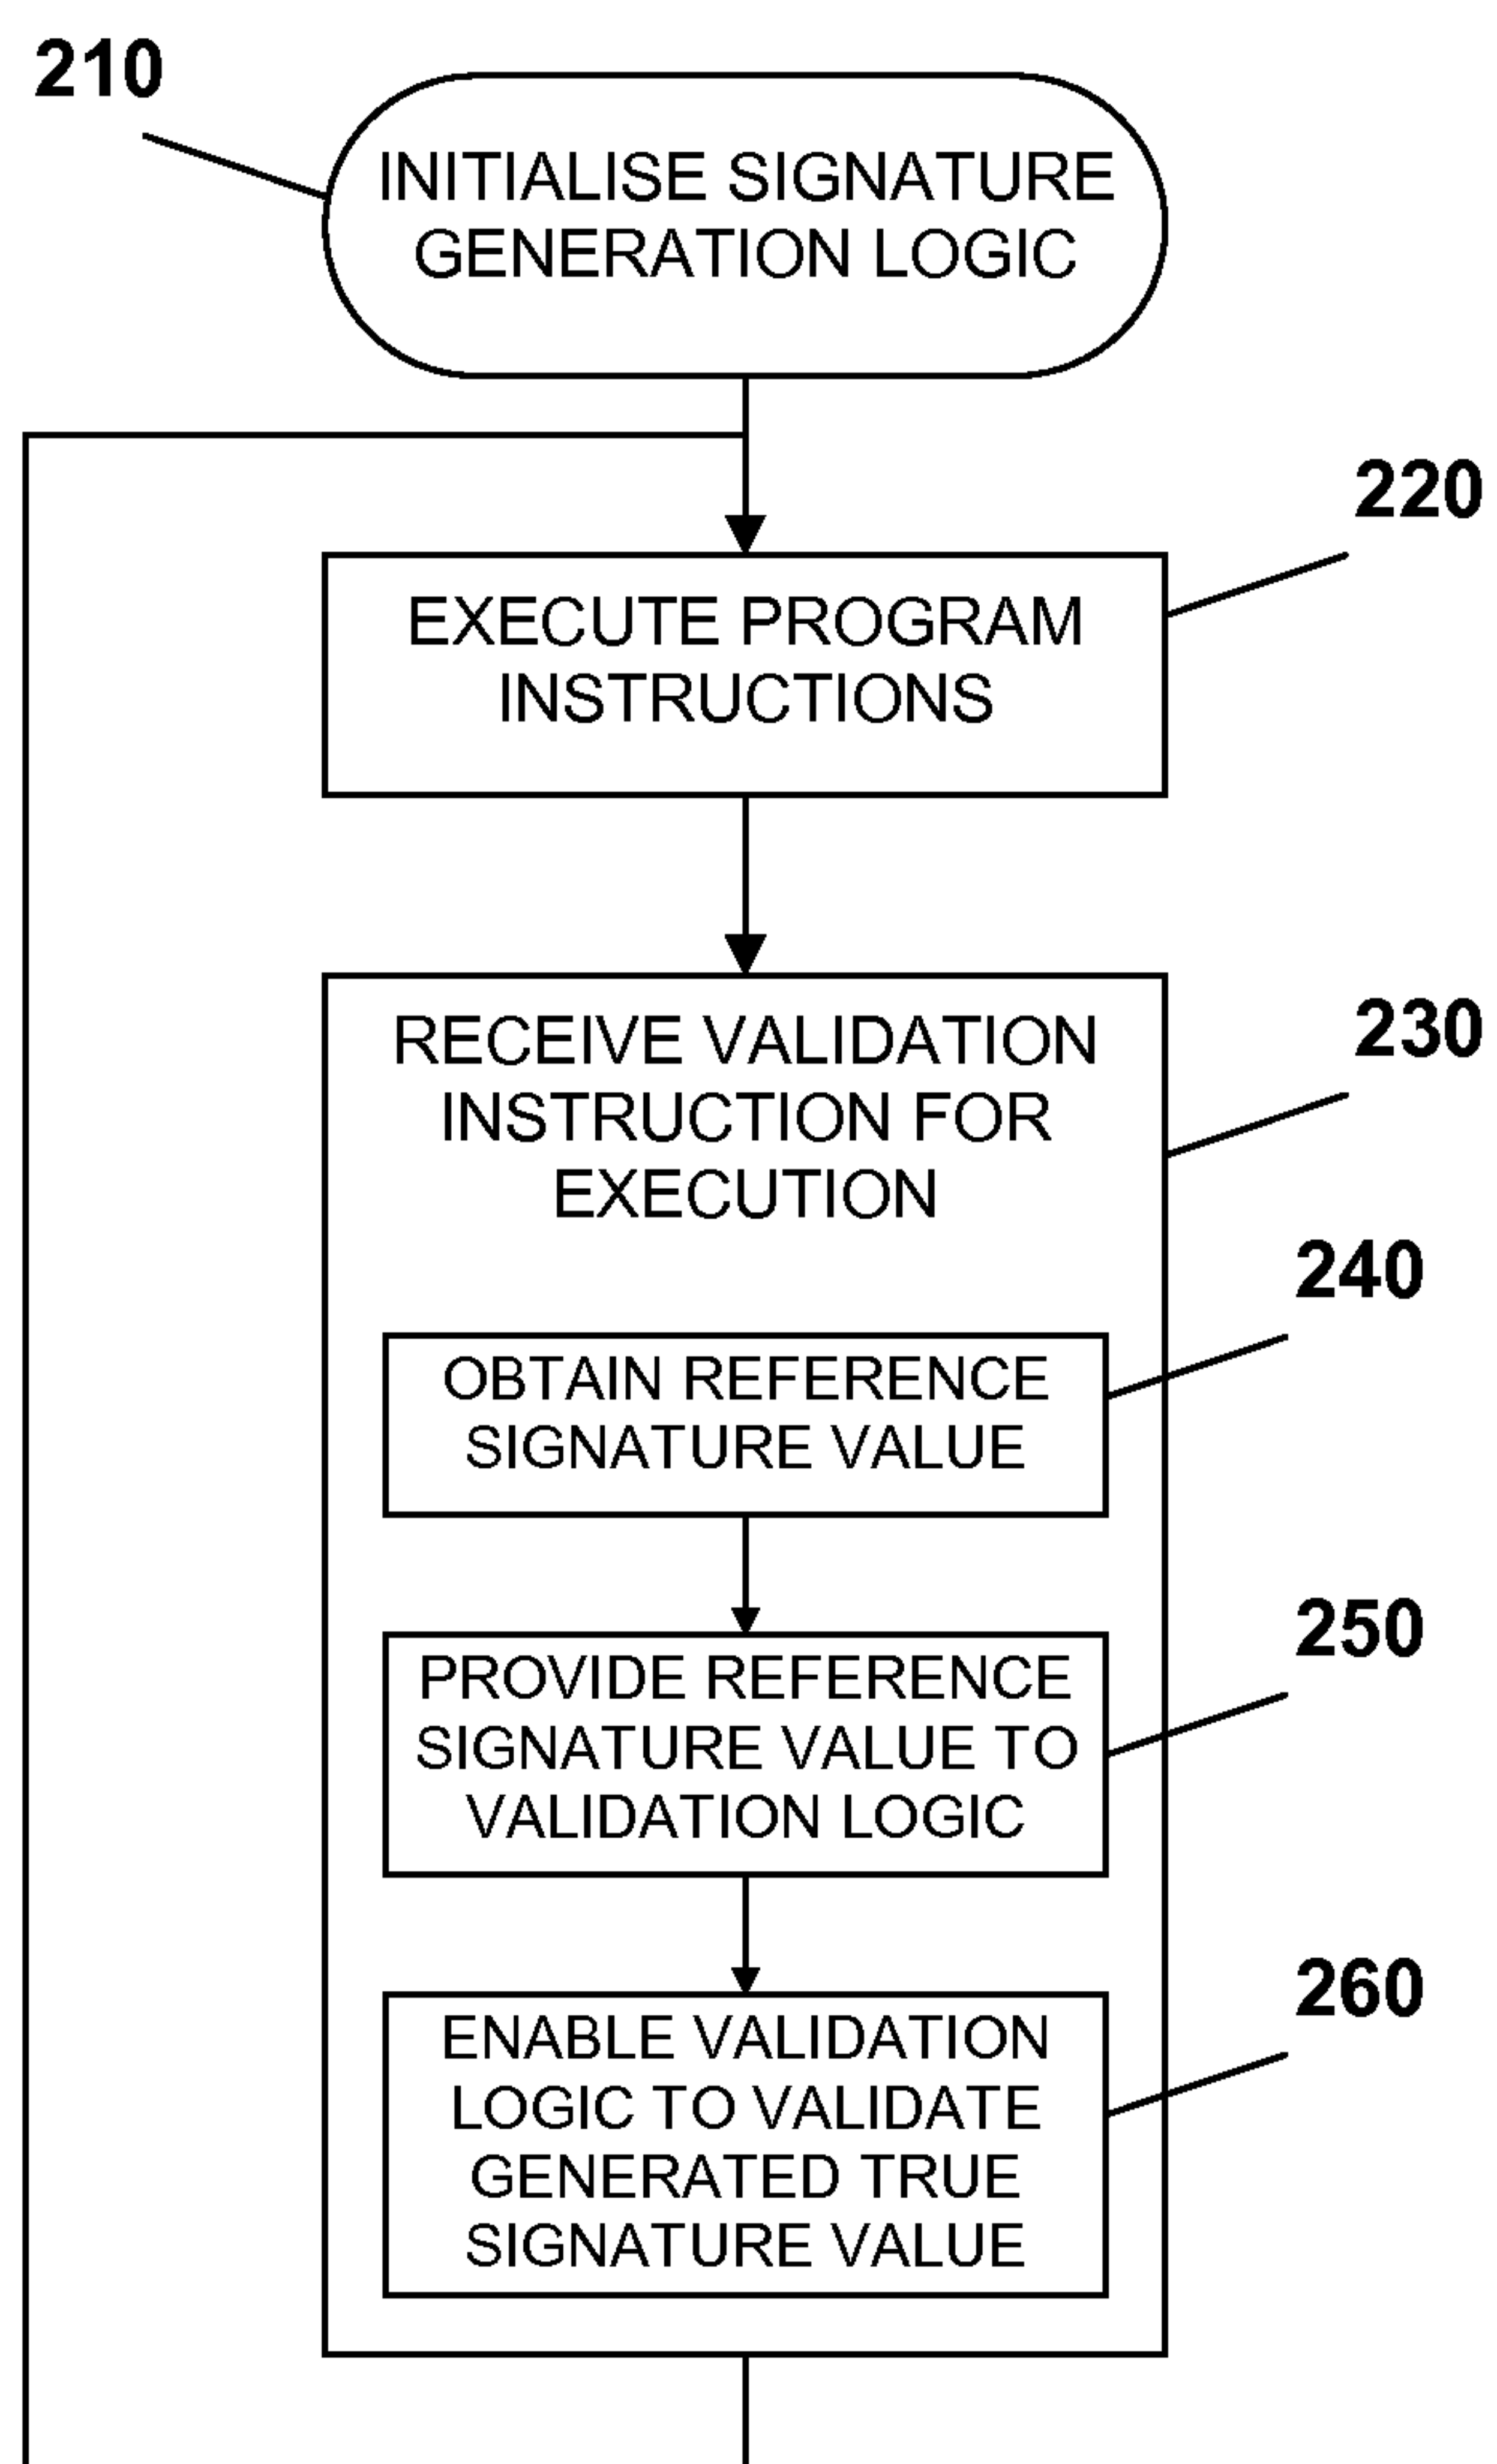 210
INITIALISE SIGNATURE
GENERATION LOGIC
220
EXECUTE PROGRAM
INSTRUCTIONS
230
RECEIVE VALIDATION
INSTRUCTION FOR
EXECUTION
240
OBTAIN REFERENCE
SIGNATURE VALUE
250
PROVIDE REFERENCE
SIGNATURE VALUE TO
VALIDATION LOGIC
260
ENABLE VALIDATION
LOGIC TO VALIDATE
GENERATED TRUE
SIGNATURE VALUE